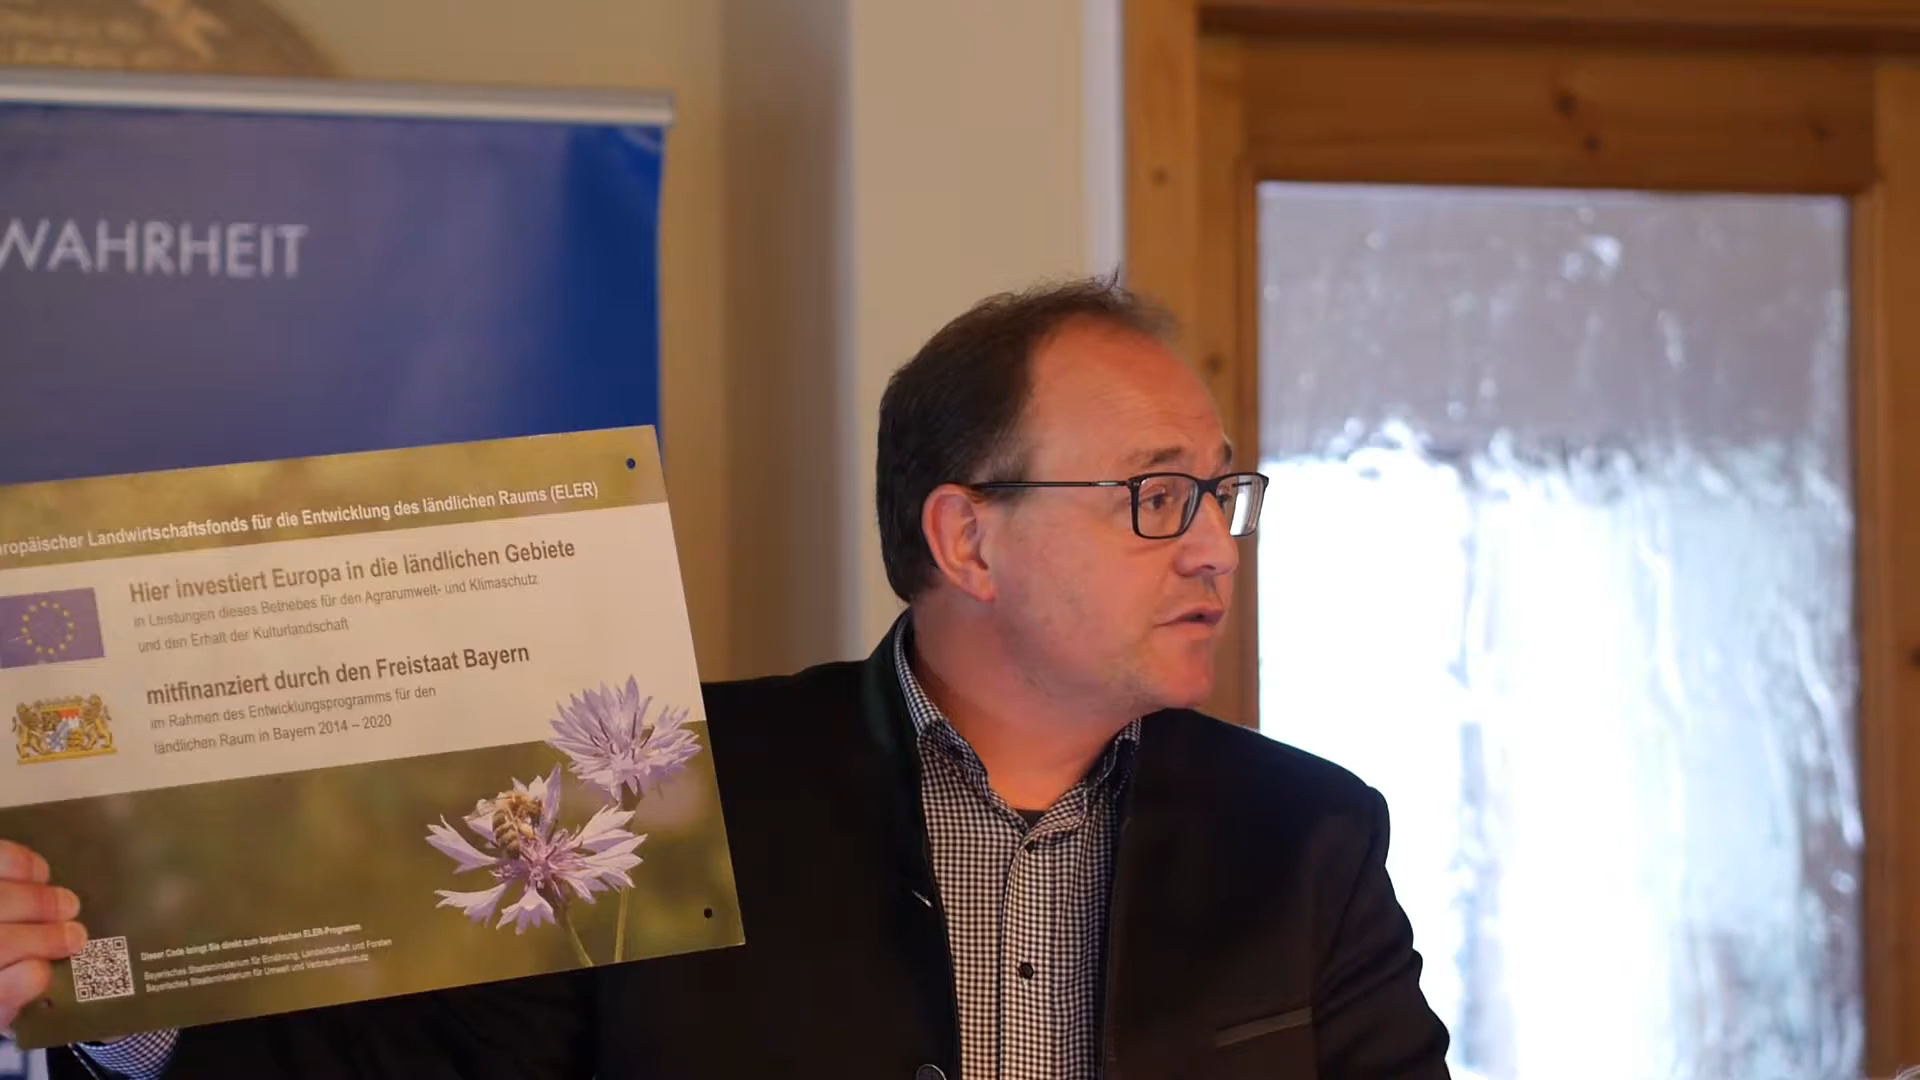 WAHRHEIT
uropäischer Landwirtschaftsfonds für die Entwicklung des ländlichen Raums (ELER)
Hier investiert Europa in die ländlichen Gebiete
in Leistungen dieses Betriebes für den Agrarumwelt- und Klimaschutz
und den Erhalt der Kulturlandschaft
mitfinanziert durch den Freistaat Bayern
im Rahmen des Entwicklungsprogramms für den
ländlichen Raum in Bayern 2014 – 2020
Dieser Code bringt Sie direkt zum bayerischen ELER-Programm
Bayerisches Staatsministerium für Ernährung, Landwirtschaft und Forsten
Bayerisches Staatsministerium für Umwelt und Verbraucherschutz